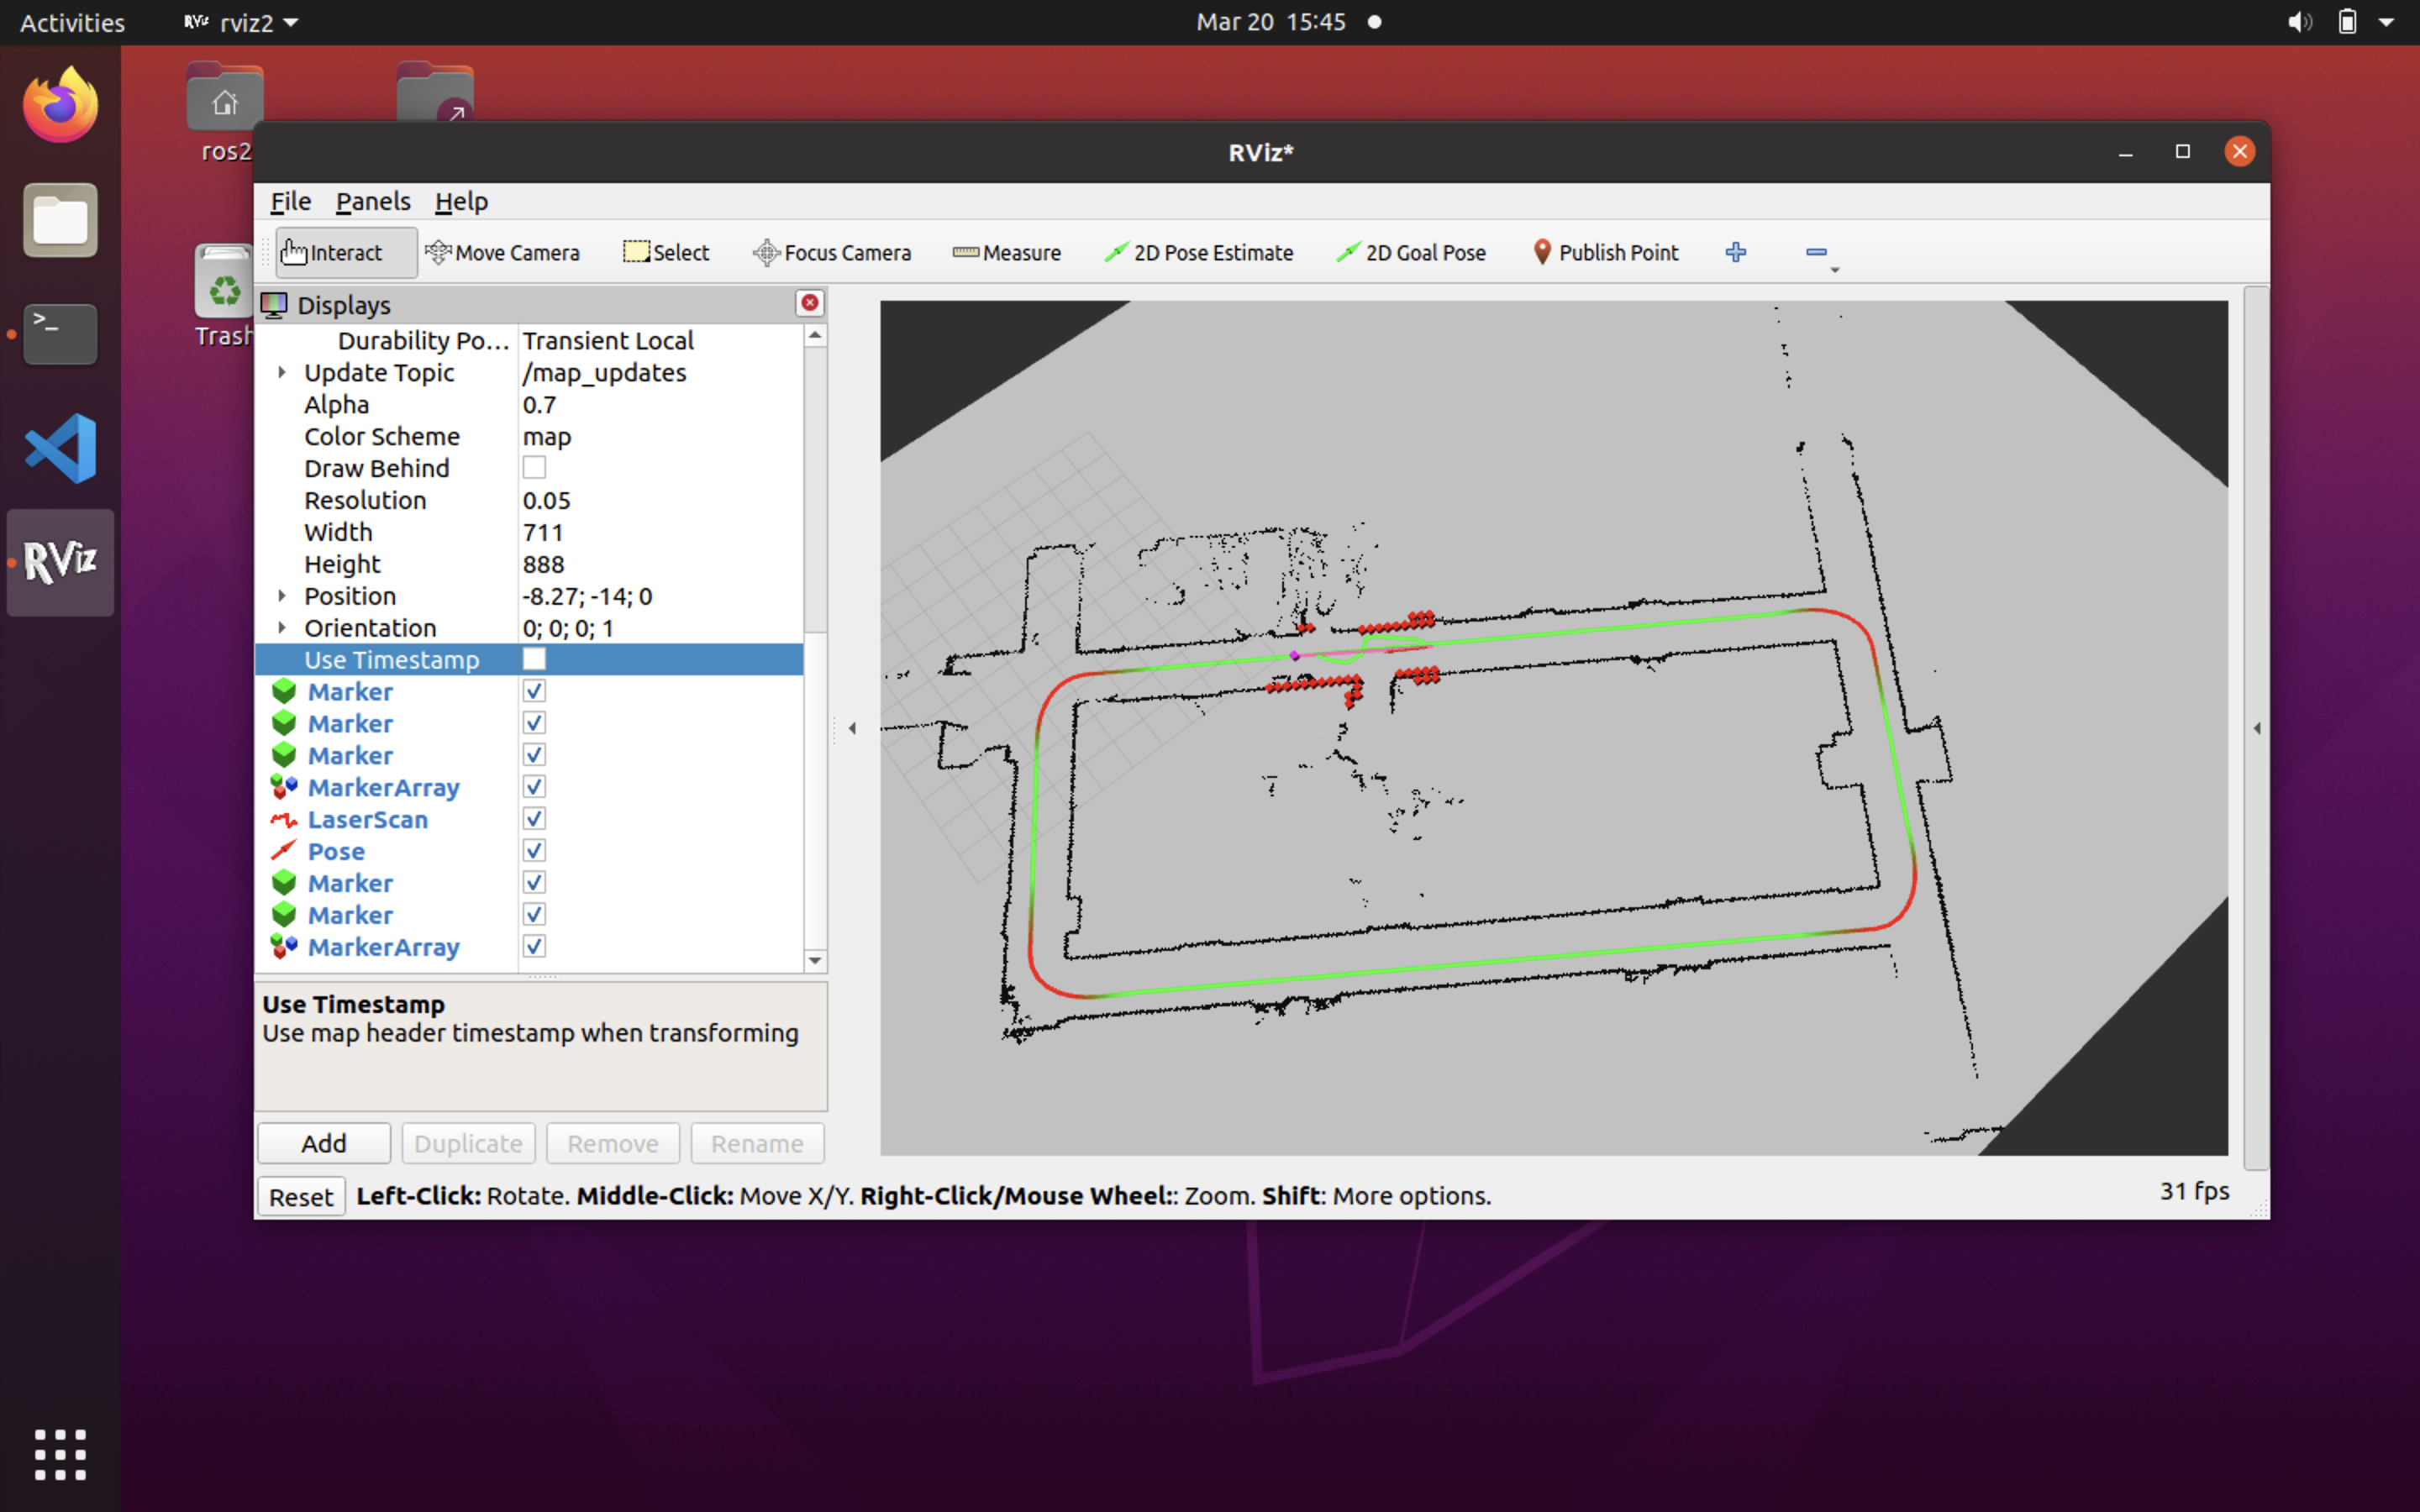 Activities
RViz rviz2
Mar 20 15:45
ros2
RViz*
File Panels Help
Interact Move Camera Select Focus Camera Measure 2D Pose Estimate 2D Goal Pose Publish Point
Trash
Displays
Durability Po... Transient Local
Update Topic /map_updates
Alpha 0.7
Color Scheme map
Draw Behind
Resolution 0.05
Width 711
Height 888
Position -8.27; -14; 0
Orientation 0; 0; 0; 1
Use Timestamp
Marker
Marker
Marker
MarkerArray
LaserScan
Pose
Marker
Marker
MarkerArray
RViz
Use Timestamp
Use map header timestamp when transforming
Add Duplicate Remove Rename
Reset Left-Click: Rotate. Middle-Click: Move X/Y. Right-Click/Mouse Wheel:: Zoom. Shift: More options.
31 fps